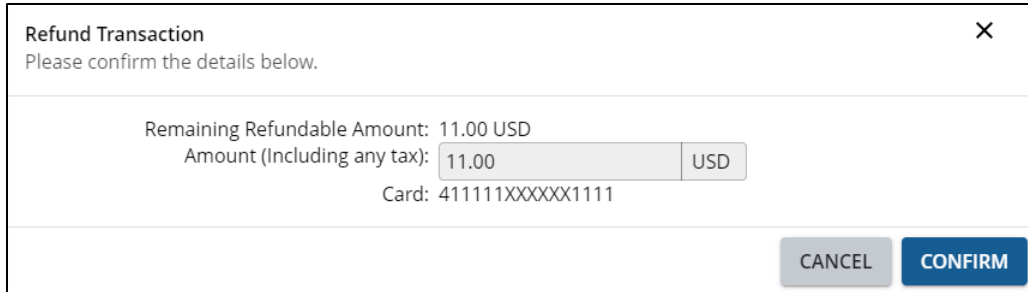 Refund Transaction
Please confirm the details below.
Remaining Refundable Amount: 11.00 USD
Amount (Including any tax): 11.00 USD
Card: 411111XXXXXX1111
CANCEL CONFIRM